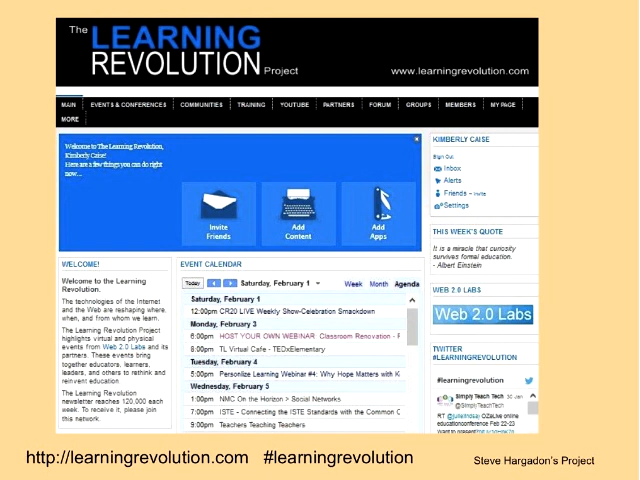 The LEARNING
REVOLUTION Project
www.learningrevolution.com
MAIN EVENTS & CONFERENCES COMMUNITIES TRAINING YOUTUBE PARTNERS FORUM GROUPS MEMBERS MY PAGE
MORE
Welcome to The Learning Revolution,
Kimberly Caise!
Here are a few things you can do right
now...
Invite
Friends
Add
Content
Add
Apps
KIMBERLY CAISE
Sign Out
Inbox
Alerts
Friends – Invite
Settings
THIS WEEK'S QUOTE
It is a miracle that curiosity
survives formal education.
- Albert Einstein
WEB 2.0 LABS
Web 2.0 Labs
TWITTER
#LEARNINGREVOLUTION
#learningrevolution
Simply Teach Tech 30 Jan
@SimplyTeachTech
RT @julielindsay OZeLive online
educationconference Feb 22-23
Want to present?
WELCOME!
Welcome to the Learning
Revolution.
The technologies of the Internet
and the Web are reshaping where,
when, and from whom we learn.
The Learning Revolution Project
highlights virtual and physical
events from Web 2.0 Labs and its
partners. These events bring
together educators, learners,
leaders, and others to rethink and
reinvent education
The Learning Revolution
newsletter reaches 120,000 each
week. To receive it, please join
this network.
EVENT CALENDAR
Today Saturday, February 1 Week Month Agenda
Saturday, February 1
12:00pm CR20 LIVE Weekly Show-Celebration Smackdown
Monday, February 3
6:00pm HOST YOUR OWN WEBINAR Classroom Renovation - F
8:00pm TL Virtual Cafe - TEDxElementary
Tuesday, February 4
5:00pm Personlize Learning Webinar #4: Why Hope Matters with K
Wednesday, February 5
1:00pm NMC On the Horizon > Social Networks
7:00pm ISTE - Connecting the ISTE Standards with the Common C
9:00pm Teachers Teaching Teachers
http://learningrevolution.com #learningrevolution
Steve Hargadon's Project